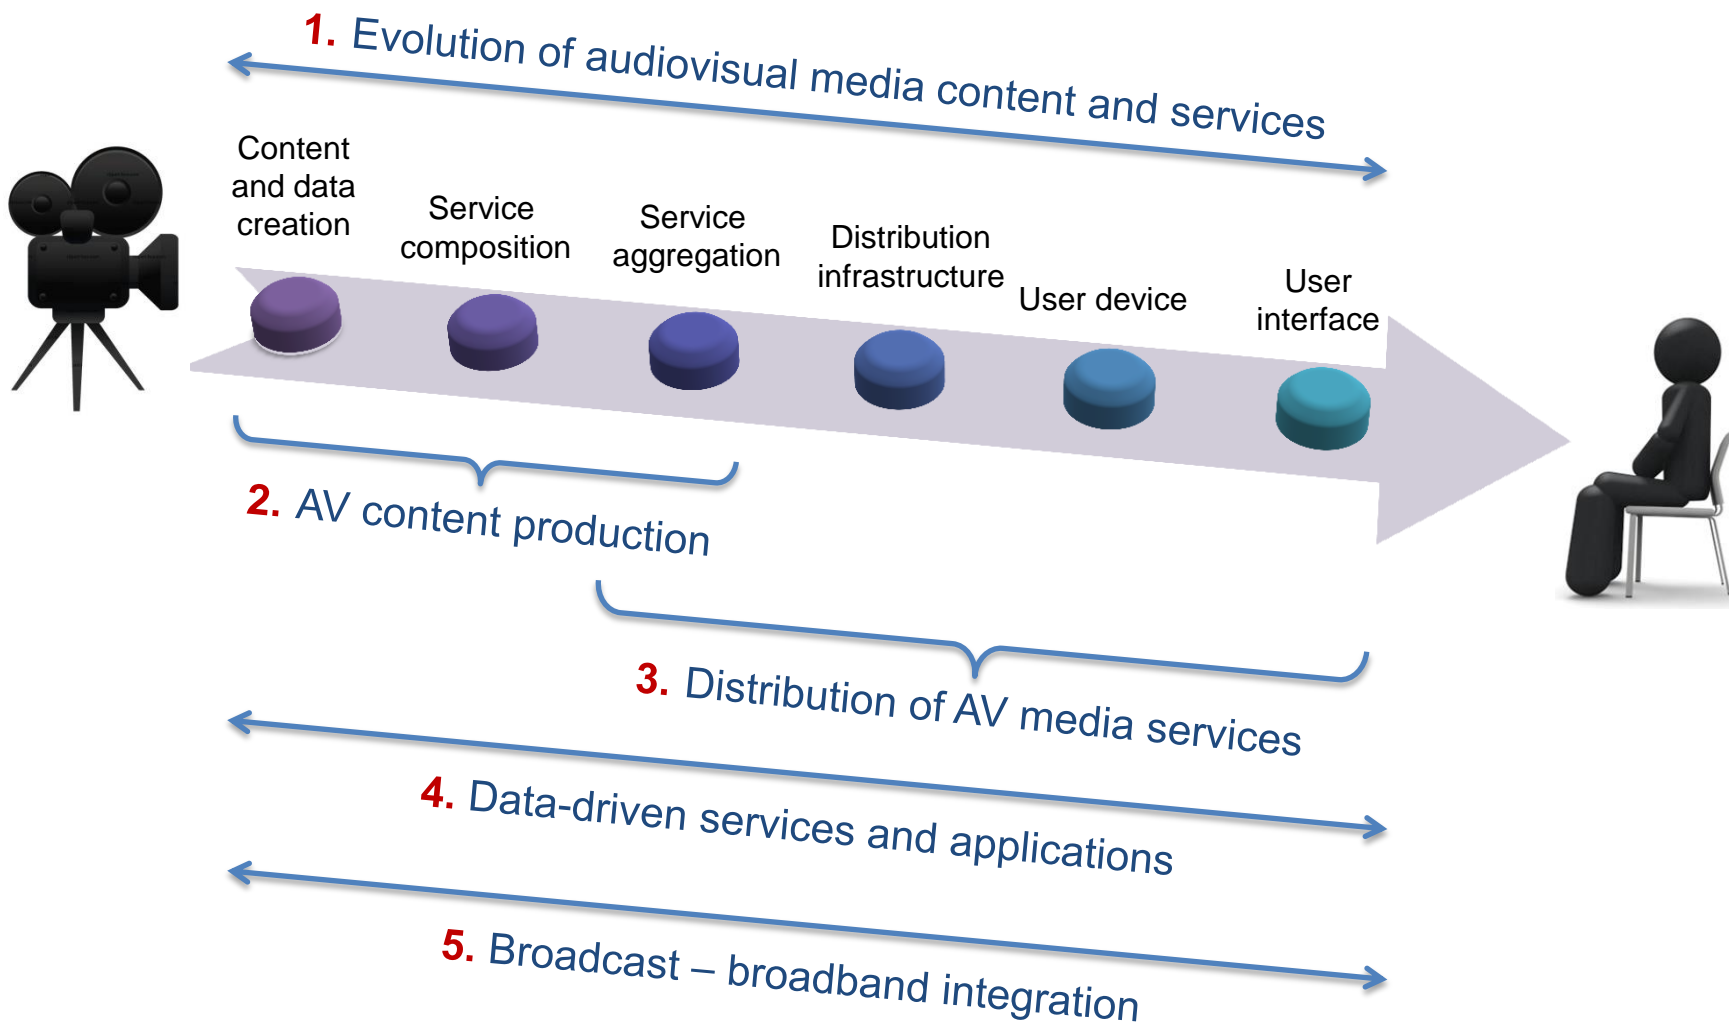 1. Evolution of audiovisual media content and services
Content
and data
creation
Service
composition
Service
aggregation
Distribution
infrastructure
User device
User
interface
2. AV content production
3. Distribution of AV media services
4. Data-driven services and applications
5. Broadcast – broadband integration